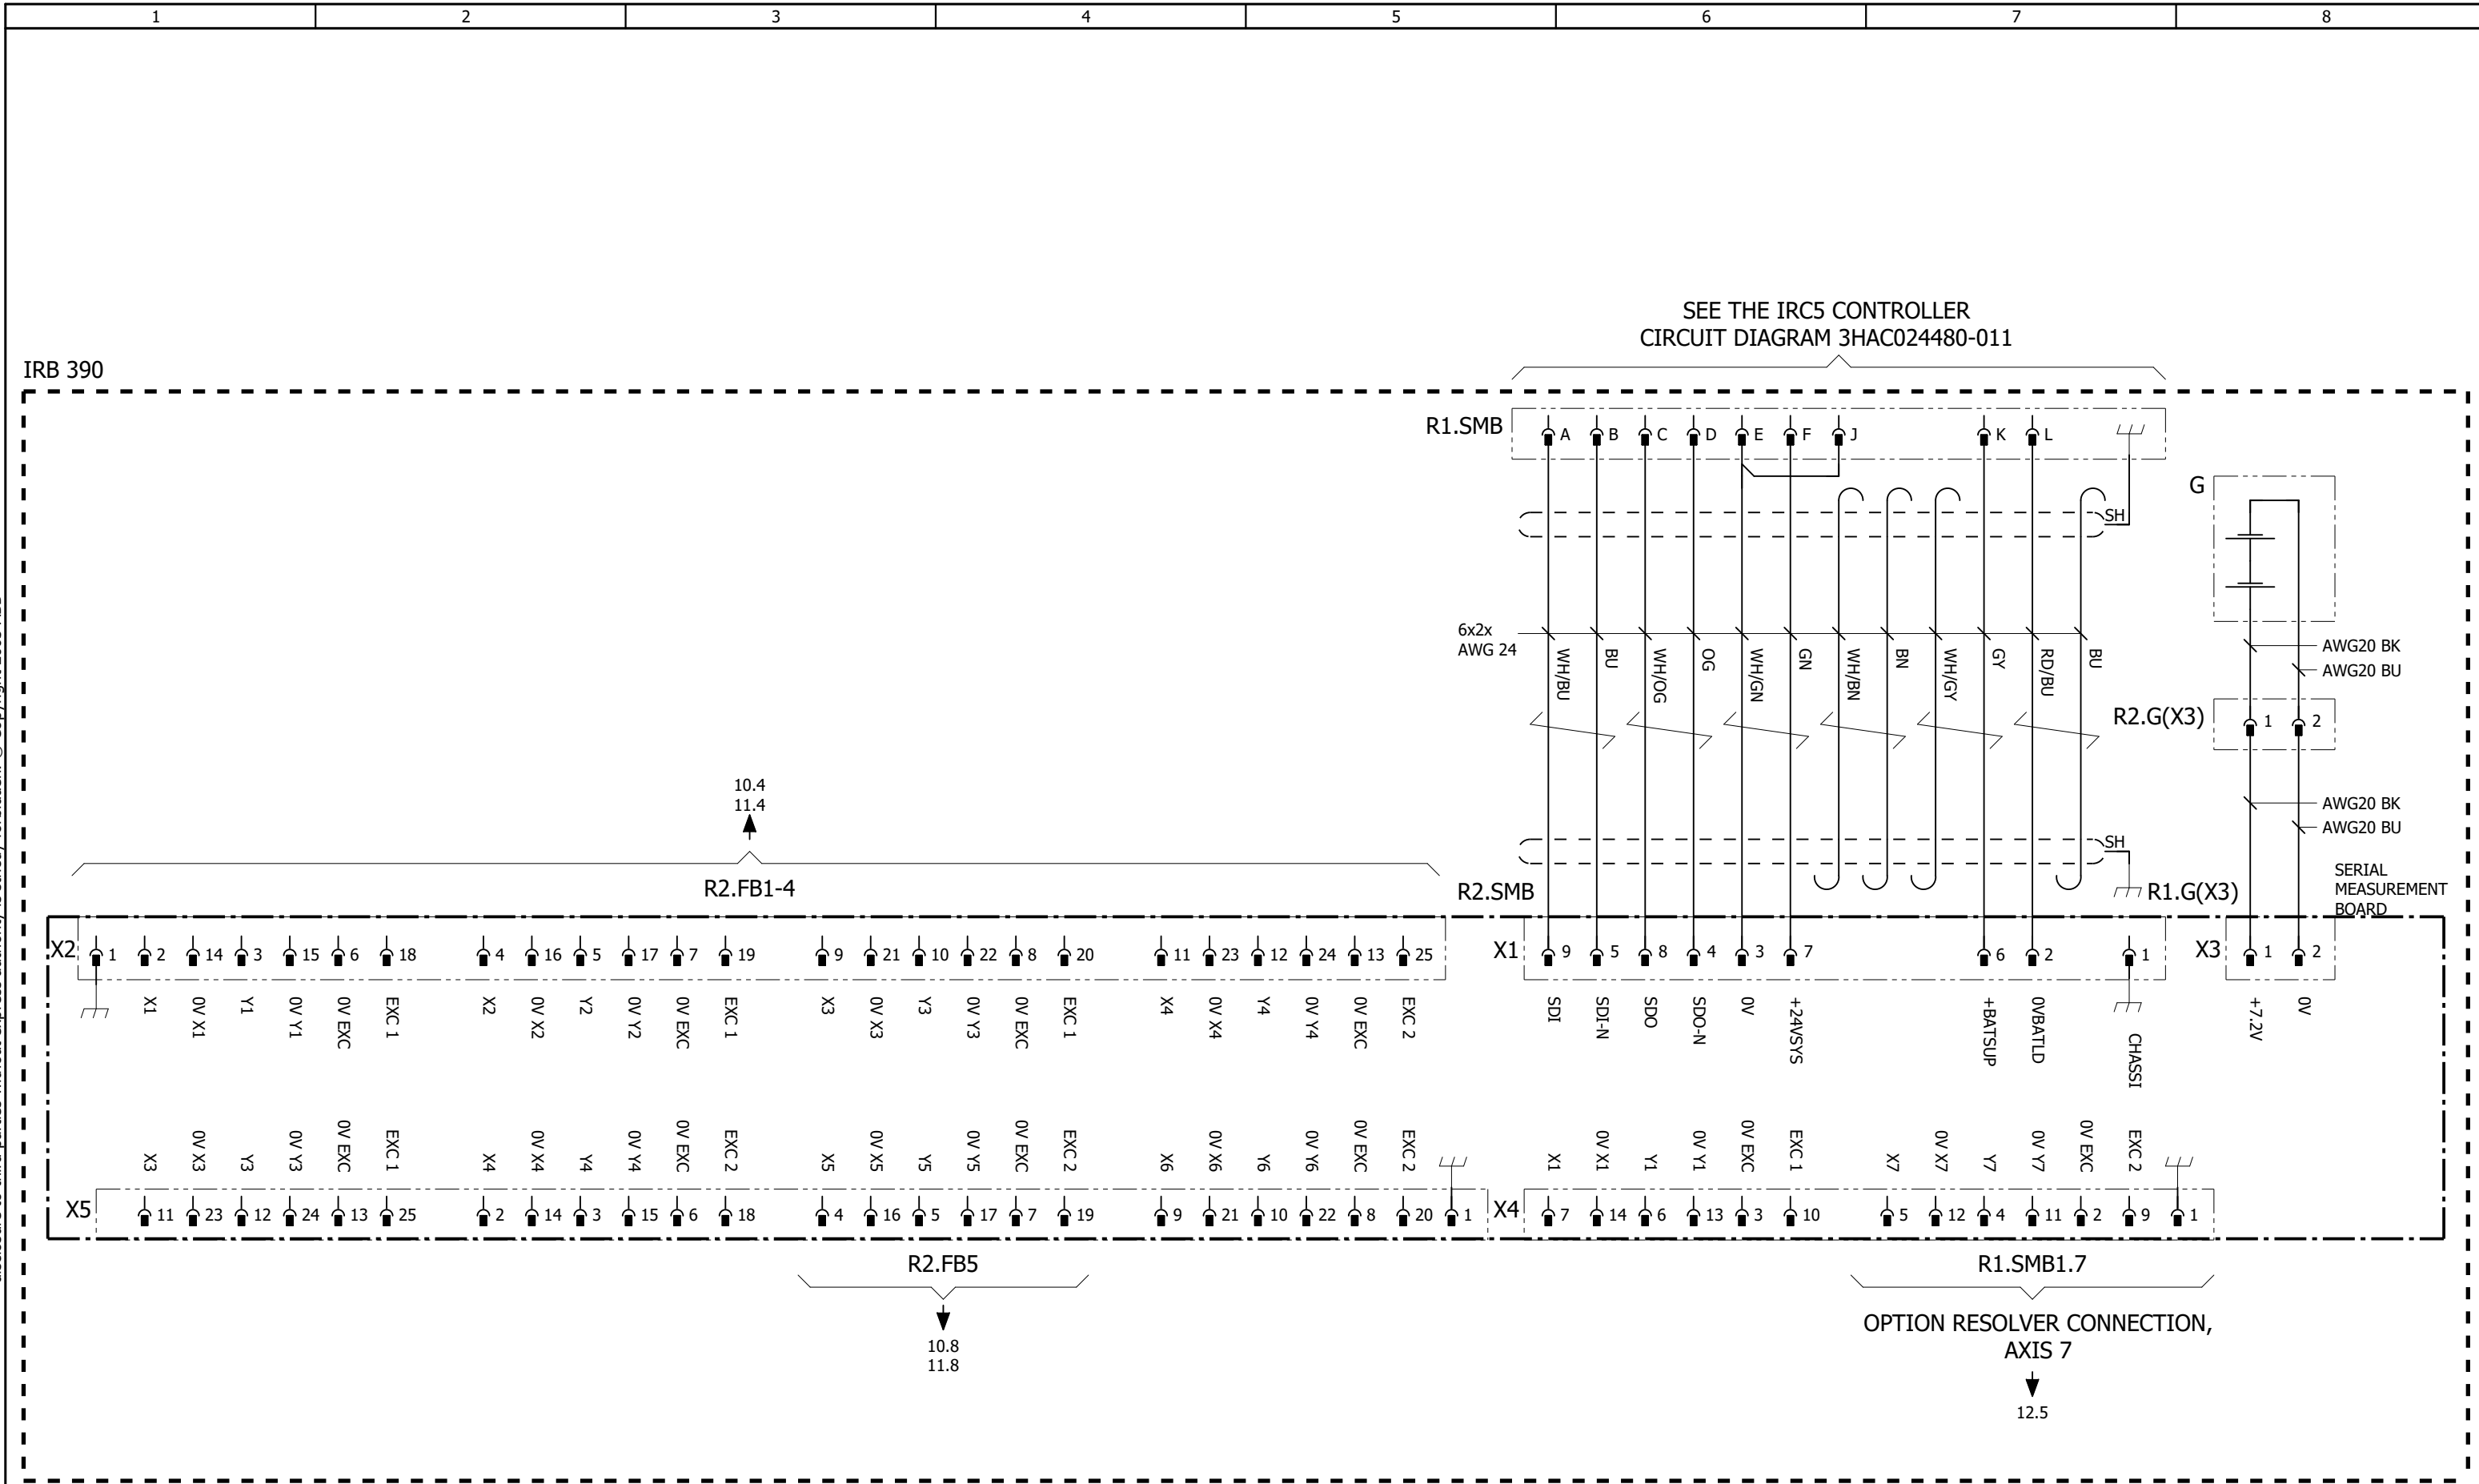 1 2 3 4 5 6 7 8
SEE THE IRC5 CONTROLLER
CIRCUIT DIAGRAM 3HAC024480-011
IRB 390
R1.SMB A B C D E F J K L
G
SH
6x2x
AWG 24
WH/BU BU WH/OG OG WH/GN GN WH/BN BN WH/GY GY RD/BU BU
AWG20 BK
AWG20 BU
R2.G(X3) 1 2
10.4
11.4
AWG20 BK
AWG20 BU
SH
R2.FB1-4
R2.SMB
R1.G(X3)
SERIAL
MEASUREMENT
BOARD
X2 1 2 14 3 15 6 18 4 16 5 17 7 19 9 21 10 22 8 20 11 23 12 24 13 25
X1 9 5 8 4 3 7 6 2 1
X3 1 2
X1 0V X1 Y1 0V Y1 0V EXC EXC 1 X2 0V X2 Y2 0V Y2 0V EXC EXC 1 X3 0V X3 Y3 0V Y3 0V EXC EXC 1 X4 0V X4 Y4 0V Y4 0V EXC EXC 2
SDI SDI-N SDO SDO-N 0V +24VSYS +BATSUP 0VBATLD CHASSI
+7.2V 0V
X3 0V X3 Y3 0V Y3 0V EXC EXC 1 X4 0V X4 Y4 0V Y4 0V EXC EXC 2 X5 0V X5 Y5 0V Y5 0V EXC EXC 2 X6 0V X6 Y6 0V Y6 0V EXC EXC 2
X1 0V X1 Y1 0V Y1 0V EXC EXC 1 X7 0V X7 Y7 0V Y7 0V EXC EXC 2
X5 11 23 12 24 13 25 2 14 3 15 6 18 4 16 5 17 7 19 9 21 10 22 8 20 1
X4 7 14 6 13 3 10 5 12 4 11 2 9 1
R2.FB5
10.8
11.8
R1.SMB1.7
OPTION RESOLVER CONNECTION,
AXIS 7
12.5